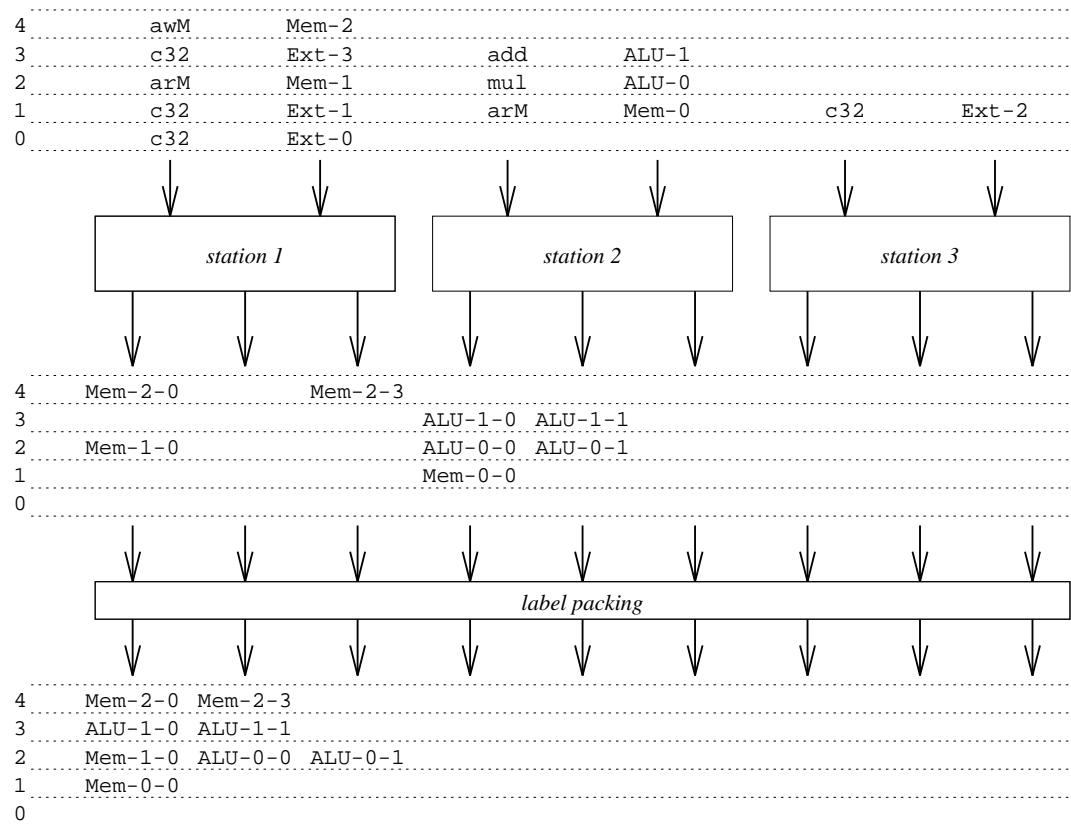 4 awM Mem-2
3 c32 Ext-3 add ALU-1
2 arM Mem-1 mul ALU-0
1 c32 Ext-1 arM Mem-0 c32 Ext-2
0 c32 Ext-0
station 1 station 2 station 3
4 Mem-2-0 Mem-2-3
3 ALU-1-0 ALU-1-1
2 Mem-1-0 ALU-0-0 ALU-0-1
1 Mem-0-0
0
label packing
4 Mem-2-0 Mem-2-3
3 ALU-1-0 ALU-1-1
2 Mem-1-0 ALU-0-0 ALU-0-1
1 Mem-0-0
0